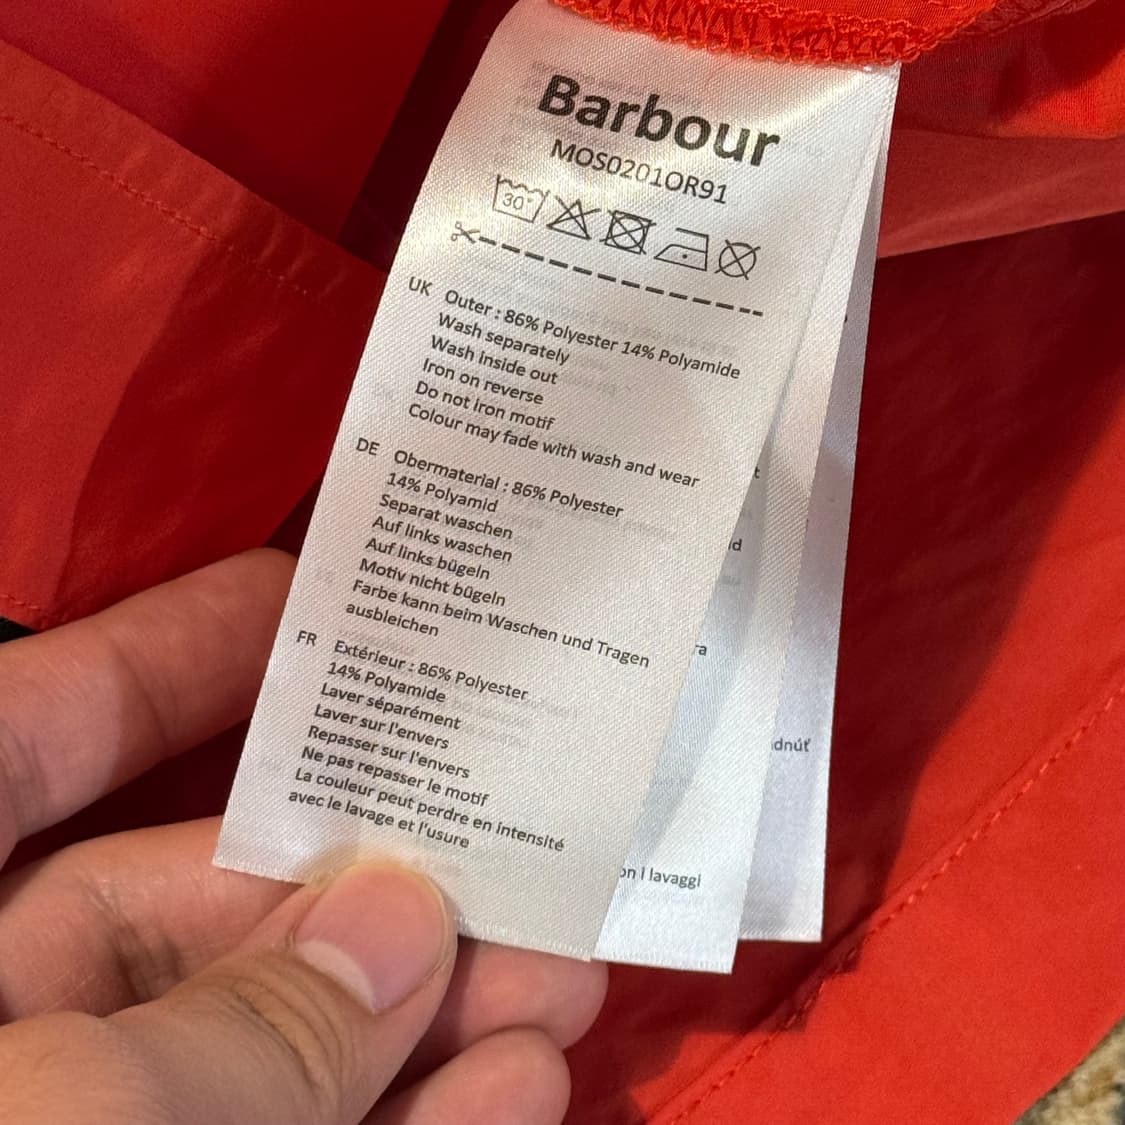 Barbour
MOS0201OR91
30°
UK Outer : 86% Polyester 14% Polyamide
Wash separately
Wash inside out
Iron on reverse
Do not iron motif
Colour may fade with wash and wear
DE Obermaterial : 86% Polyester
14% Polyamid
Separat waschen
Auf links waschen
Auf links bügeln
Motiv nicht bügeln
Farbe kann beim Waschen und Tragen
ausbleichen
FR Extérieur : 86% Polyester
14% Polyamide
Laver séparément
Laver sur l'envers
Repasser sur l'envers
Ne pas repasser le motif
La couleur peut perdre en intensité
avec le lavage et l'usure
on I lavaggi
dnúť